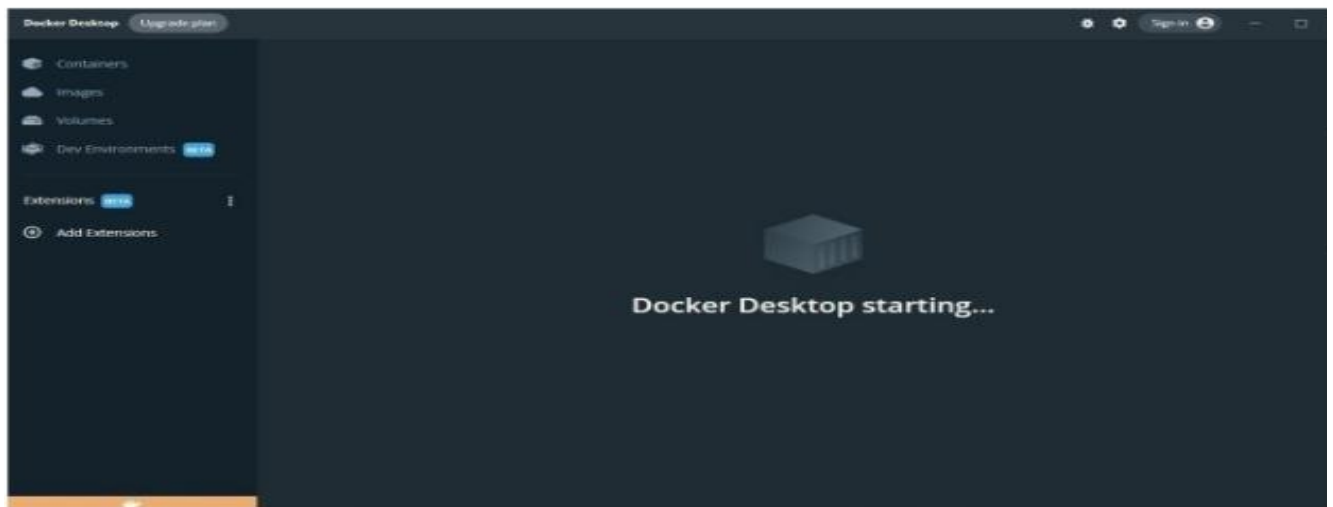 Docker Desktop Upgrade plan Sign in
Containers
Images
Volumes
Dev Environments BETA
Extensions BETA
Add Extensions
Docker Desktop starting...